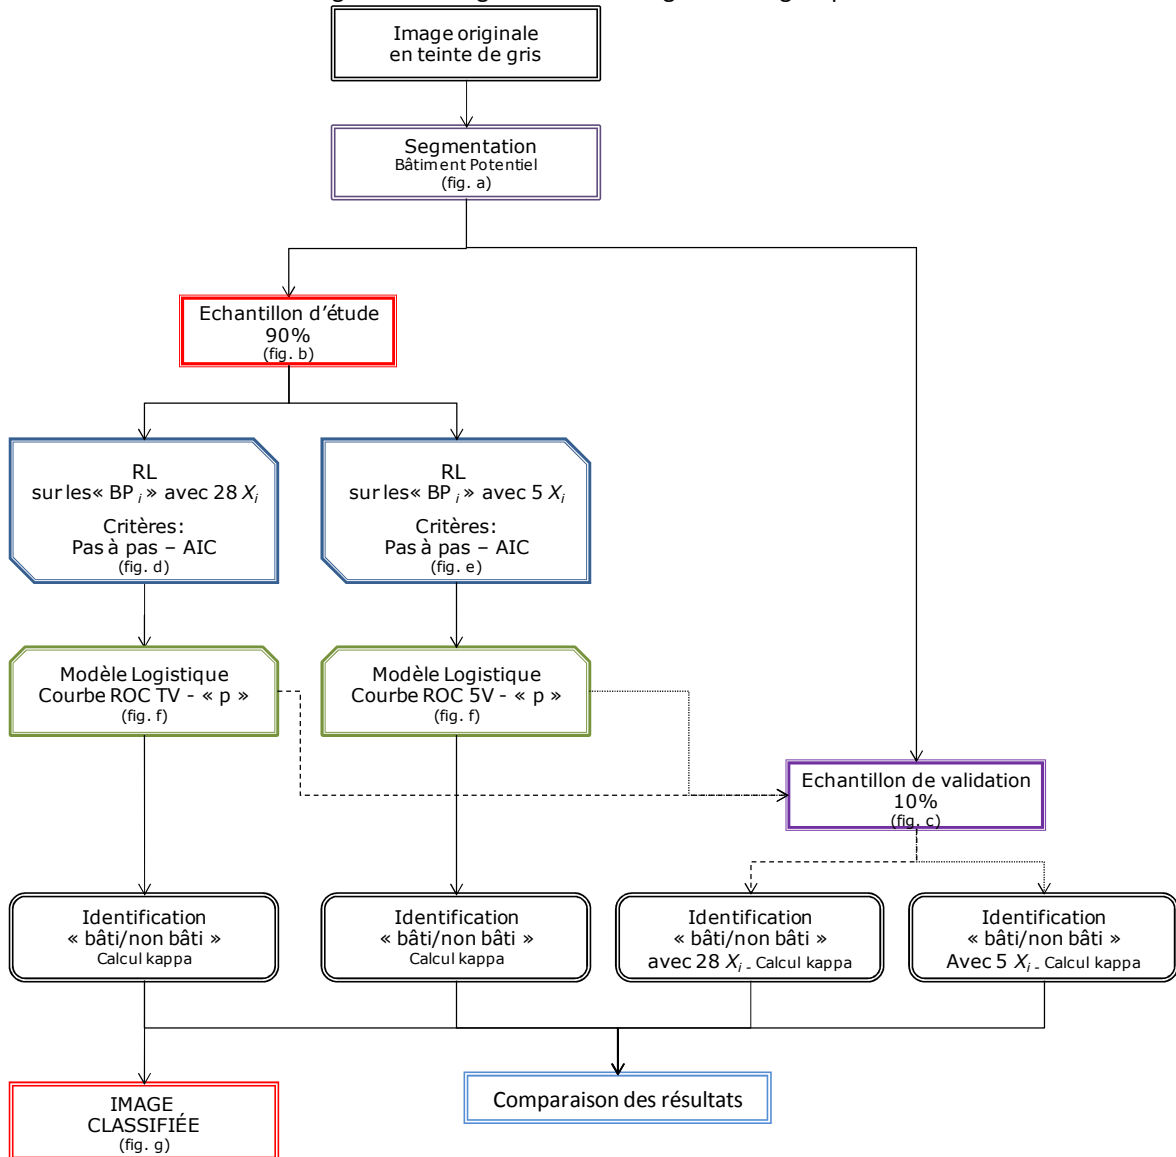 Image originale
en teinte de gris
Segmentation
Bâtiment Potentiel
(fig. a)
Echantillon d'étude
90%
(fig. b)
RL
sur les« BP i » avec 28 Xi
Critères:
Pas à pas – AIC
(fig. d)
RL
sur les« BP i » avec 5 Xi
Critères:
Pas à pas – AIC
(fig. e)
Modèle Logistique
Courbe ROC TV - « p »
(fig. f)
Modèle Logistique
Courbe ROC 5V - « p »
(fig. f)
Echantillon de validation
10%
(fig. c)
Identification
« bâti/non bâti »
Calcul kappa
Identification
« bâti/non bâti »
Calcul kappa
Identification
« bâti/non bâti »
avec 28 Xi - Calcul kappa
Identification
« bâti/non bâti »
Avec 5 Xi - Calcul kappa
IMAGE
CLASSIFIÉE
(fig. g)
Comparaison des résultats